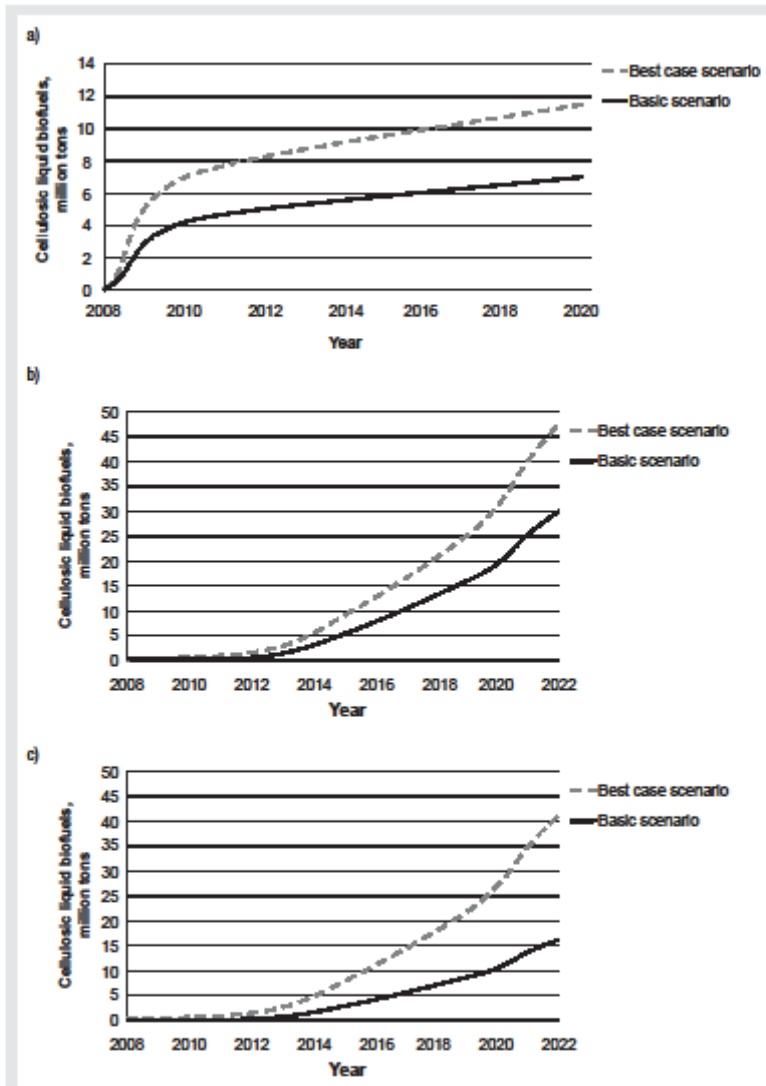 a)
Cellulosic liquid biofuels,
million tons
14
12
10
8
6
4
2
0
2008 2010 2012 2014 2016 2018 2020
Year
Best case scenario
Basic scenario
b)
Cellulosic liquid biofuels,
million tons
50
45
40
35
30
25
20
15
10
5
0
2008 2010 2012 2014 2016 2018 2020 2022
Year
Best case scenario
Basic scenario
c)
Cellulosic liquid biofuels,
million tons
50
45
40
35
30
25
20
15
10
5
0
2008 2010 2012 2014 2016 2018 2020 2022
Year
Best case scenario
Basic scenario